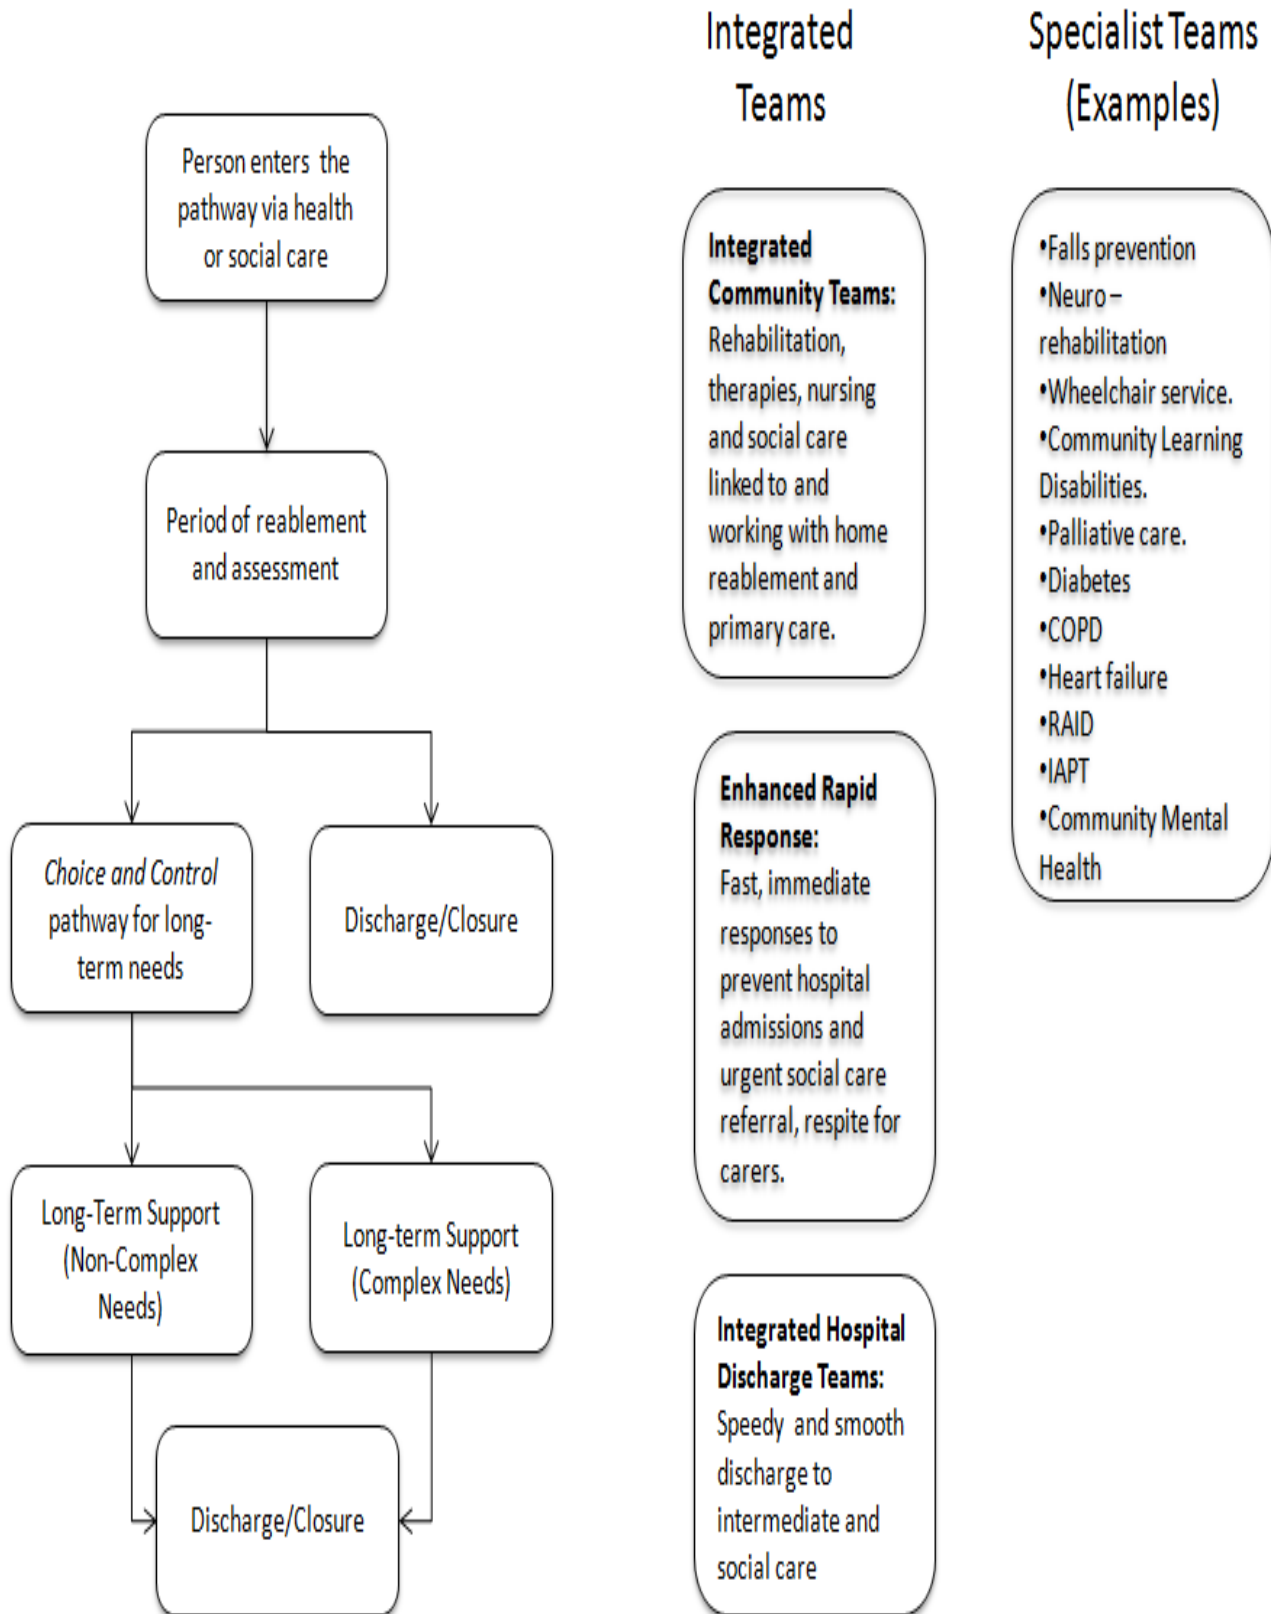 Person enters the
pathway via health
or social care
Period of reablement
and assessment
Choice and Control
pathway for long-
term needs
Discharge/Closure
Long-Term Support
(Non-Complex
Needs)
Long-term Support
(Complex Needs)
Discharge/Closure
Integrated
Teams
Integrated
Community Teams:
Rehabilitation,
therapies, nursing
and social care
linked to and
working with home
reablement and
primary care.
Enhanced Rapid
Response:
Fast, immediate
responses to
prevent hospital
admissions and
urgent social care
referral, respite for
carers.
Integrated Hospital
Discharge Teams:
Speedy and smooth
discharge to
intermediate and
social care
Specialist Teams
(Examples)
•Falls prevention
•Neuro –
rehabilitation
•Wheelchair service.
•Community Learning
Disabilities.
•Palliative care.
•Diabetes
•COPD
•Heart failure
•RAID
•IAPT
•Community Mental
Health